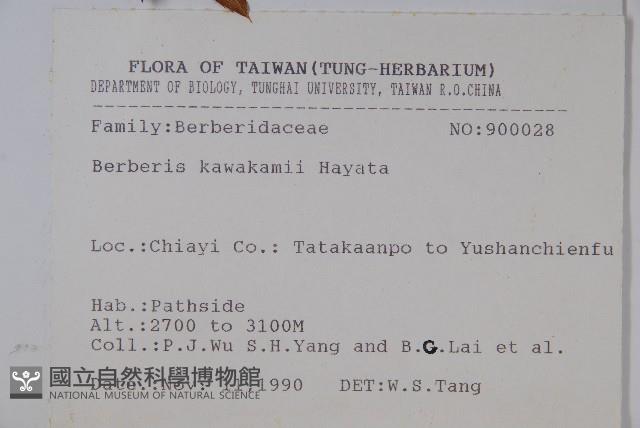 FLORA OF TAIWAN(TUNG-HERBARIUM)
DEPARTMENT OF BIOLOGY, TUNGHAI UNIVERSITY, TAIWAN R.O.CHINA
Family:Berberidaceae NO:900028
Berberis kawakamii Hayata
Loc.:Chiayi Co.: Tatakaanpo to Yushanchienfu
Hab.:Pathside
Alt.:2700 to 3100M
Coll.:P.J.Wu S.H.Yang and B.C.Lai et al.
Date.:Nov. 1990 DET:W.S.Tang
國立自然科學博物館
NATIONAL MUSEUM OF NATURAL SCIENCE